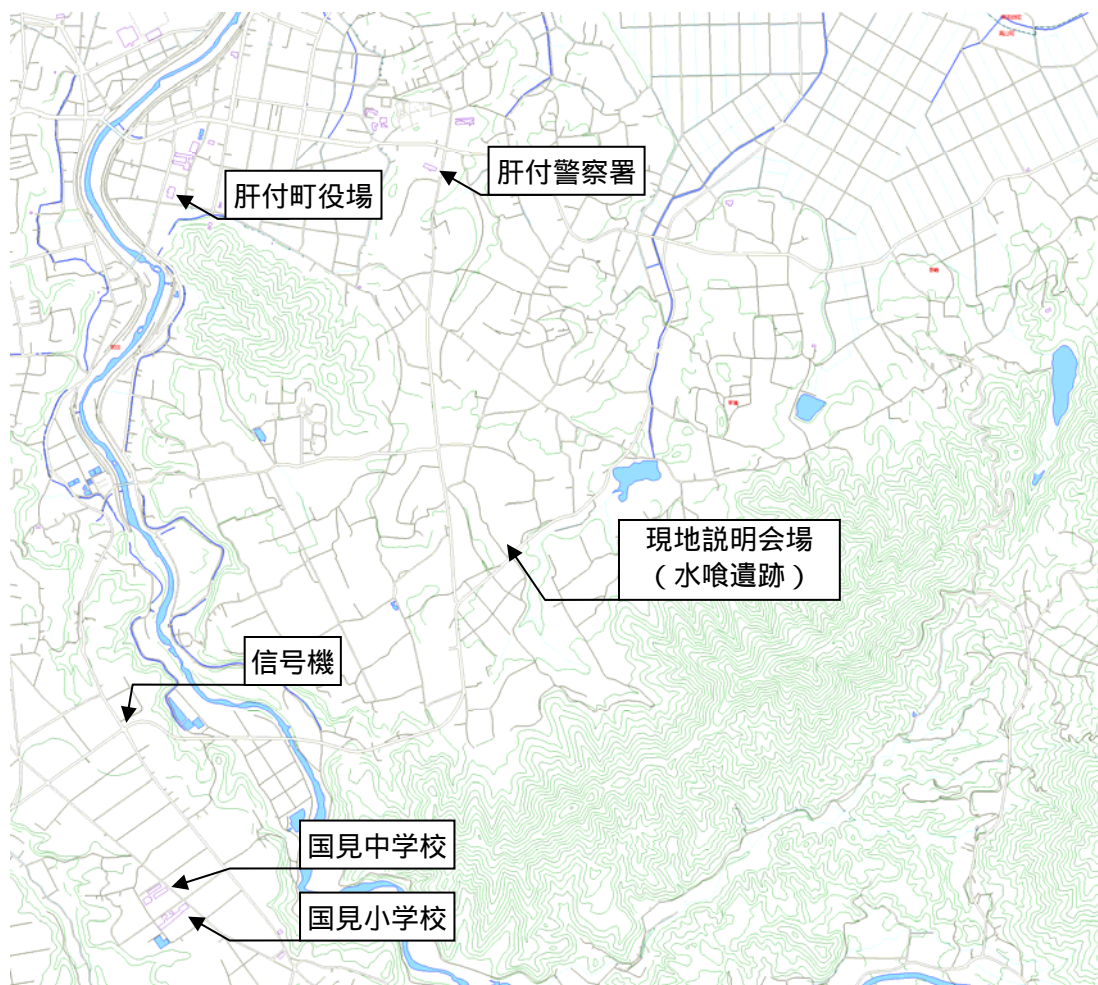 肝付警察署
肝付町役場
現地説明会場
（水喰遺跡）
信号機
国見中学校
国見小学校